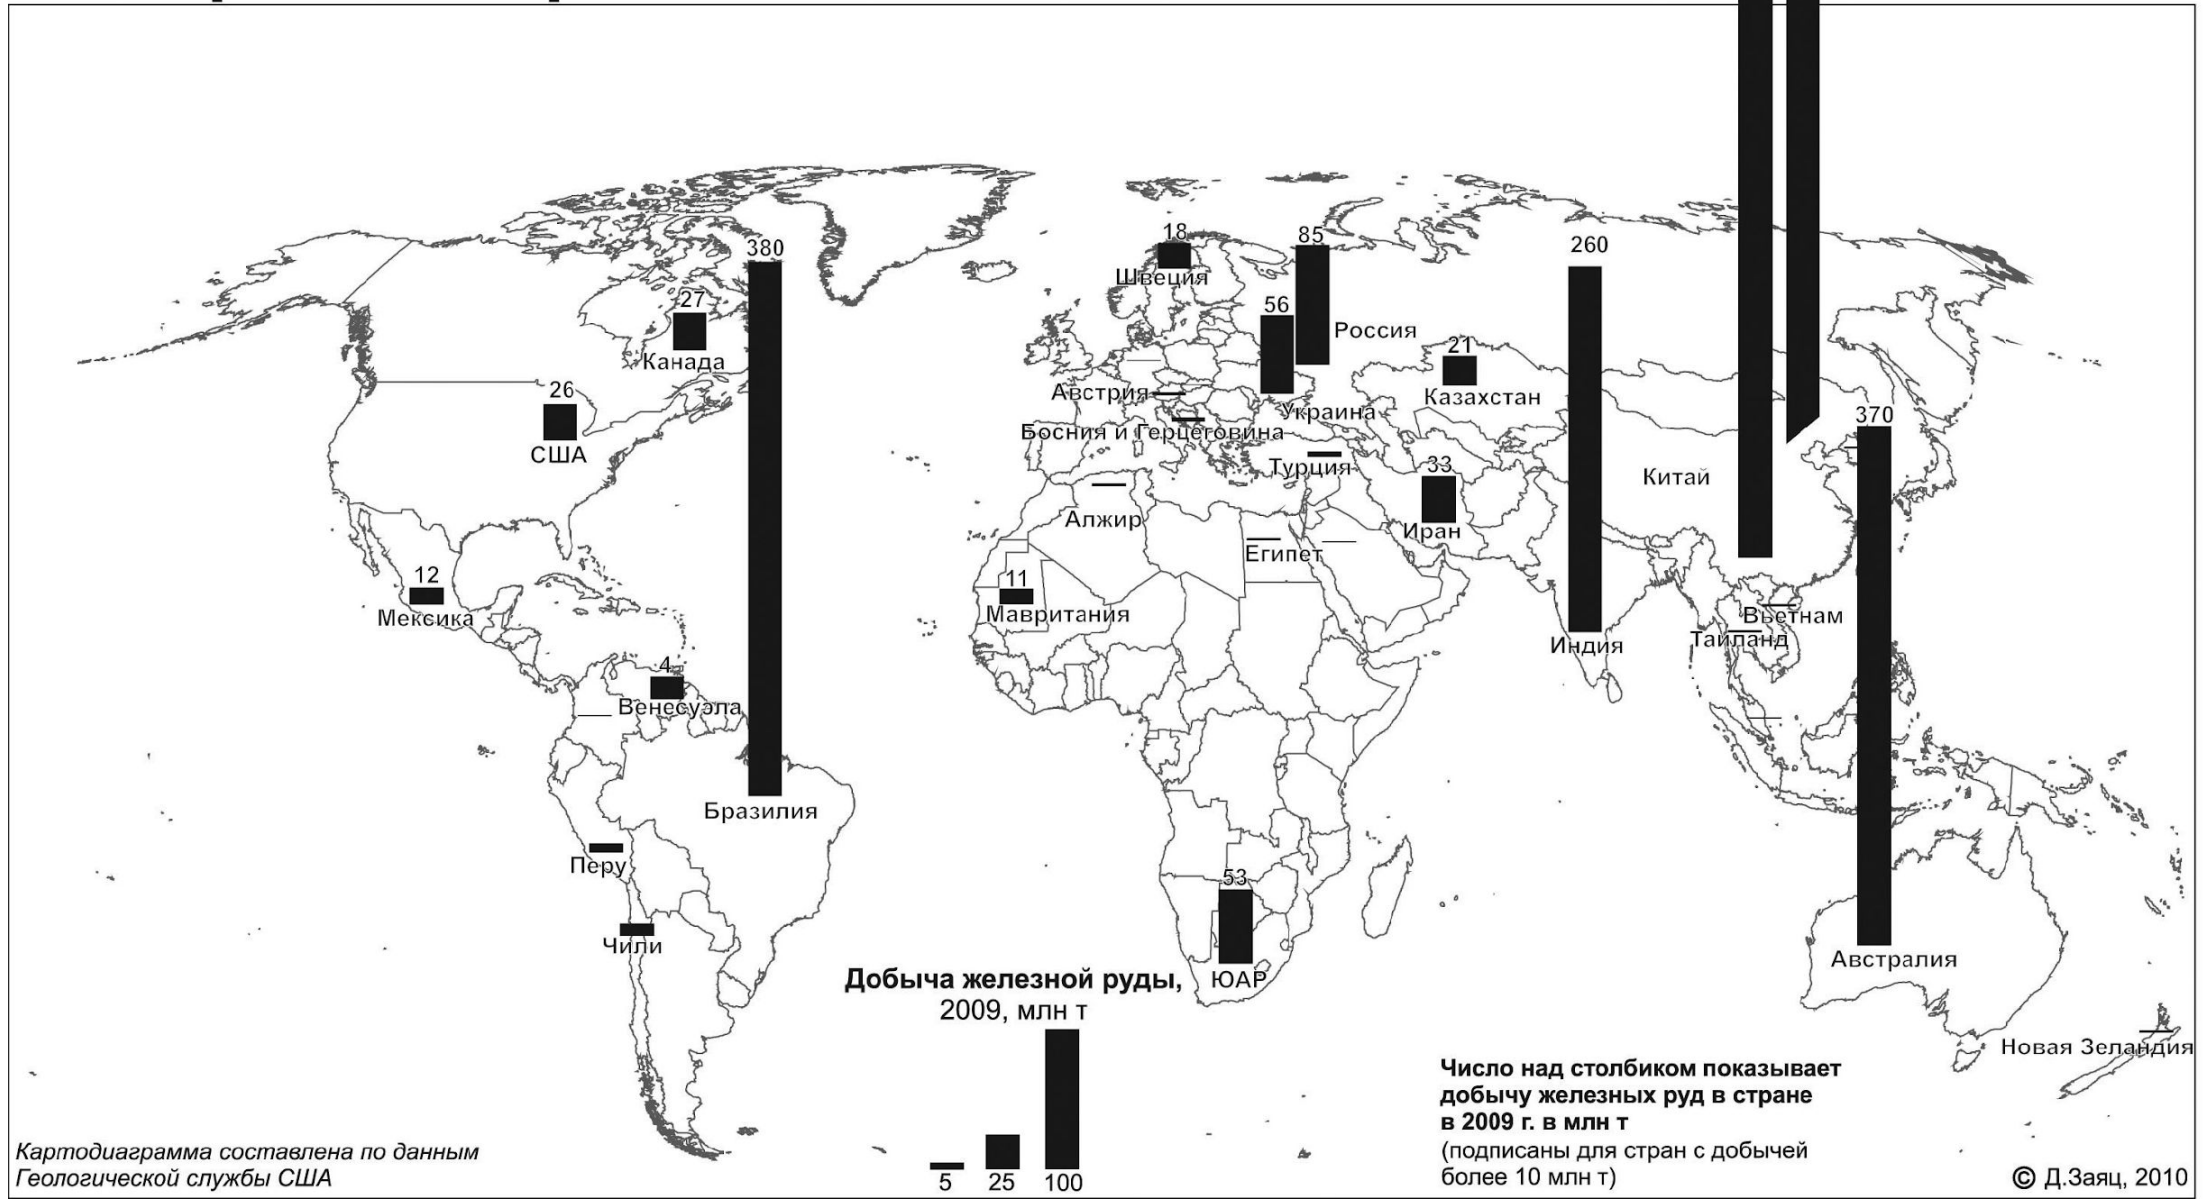 380
18
85
260
Швеция
27
56
Россия
Канада
21
26
Австрия
Казахстан
370
Украина
Босния и Герцеговина
США
Турция
33
Китай
Алжир
Иран
Египет
12
11
Мексика
Мавритания
Вьетнам
Таиланд
Индия
4
Венесуэла
Бразилия
Перу
53
Чили
Австралия
ЮАР
Добыча железной руды,
2009, млн т
5 25 100
Новая Зеландия
Число над столбиком показывает
добычу железных руд в стране
в 2009 г. в млн т
(подписаны для стран с добычей
более 10 млн т)
Картодиаграмма составлена по данным
Геологической службы США
© Д.Заяц, 2010